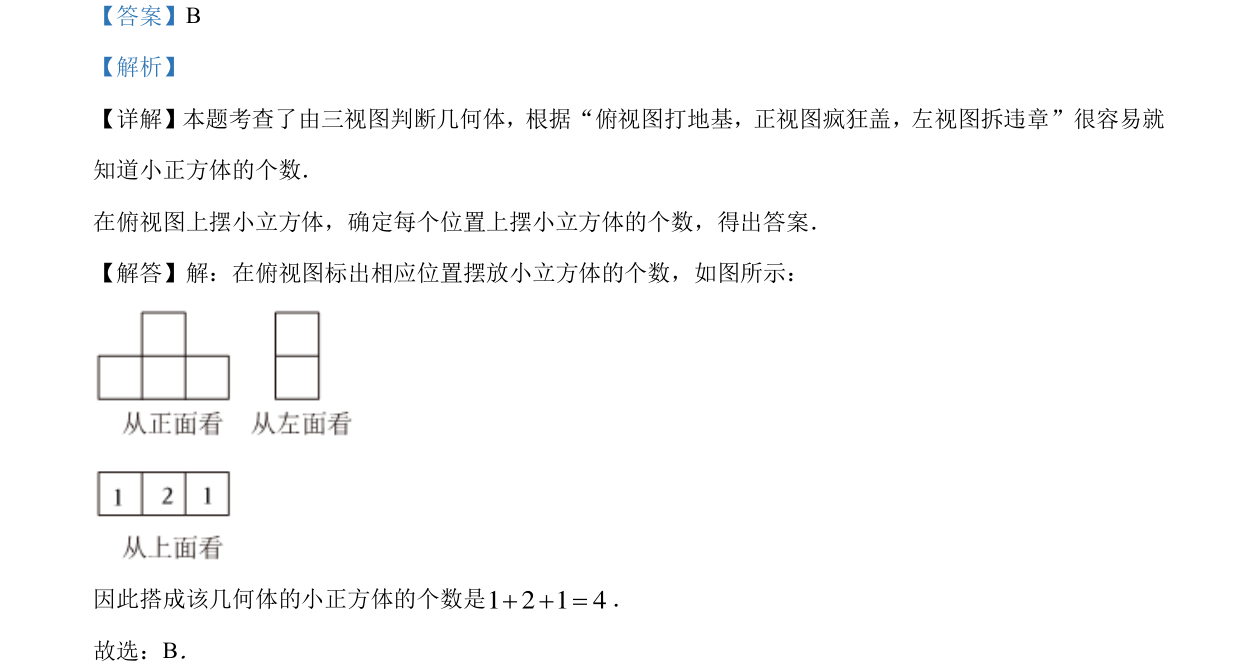 【答案】B
【解析】
【详解】本题考查了由三视图判断几何体，根据“俯视图打地基，正视图疯狂盖，左视图拆违章”很容易就
知道小正方体的个数．
在俯视图上摆小立方体，确定每个位置上摆小立方体的个数，得出答案．
【解答】解：在俯视图标出相应位置摆放小立方体的个数，如图所示：
从正面看 从左面看
1 2 1
从上面看
因此搭成该几何体的小正方体的个数是1+2+1=4．
故选：B．